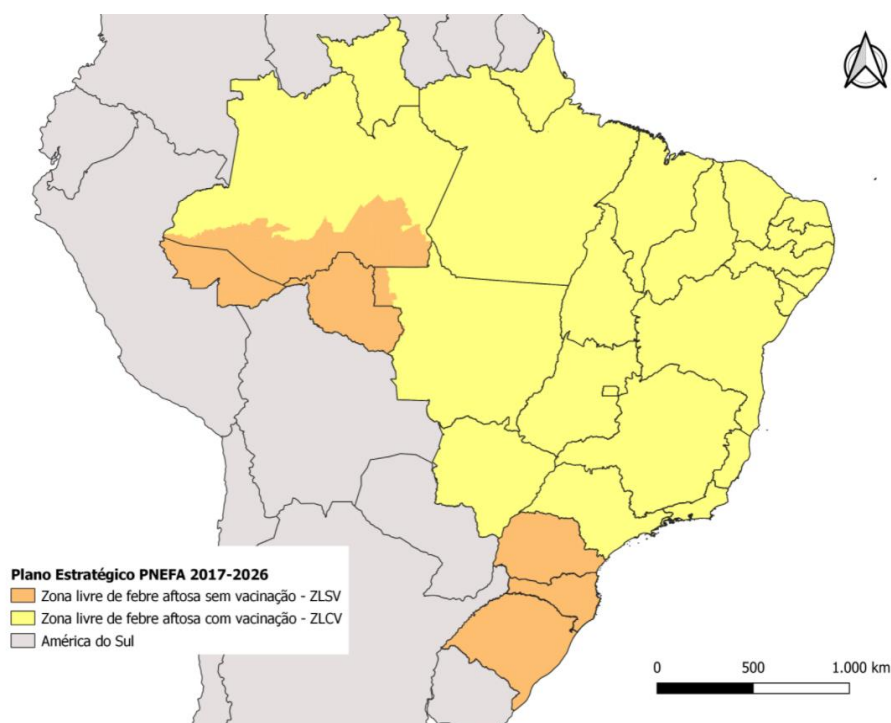 Plano Estratégico PNEFA 2017-2026
Zona livre de febre aftosa sem vacinação - ZLSV
Zona livre de febre aftosa com vacinação - ZLCV
América do Sul
0 500 1.000 km